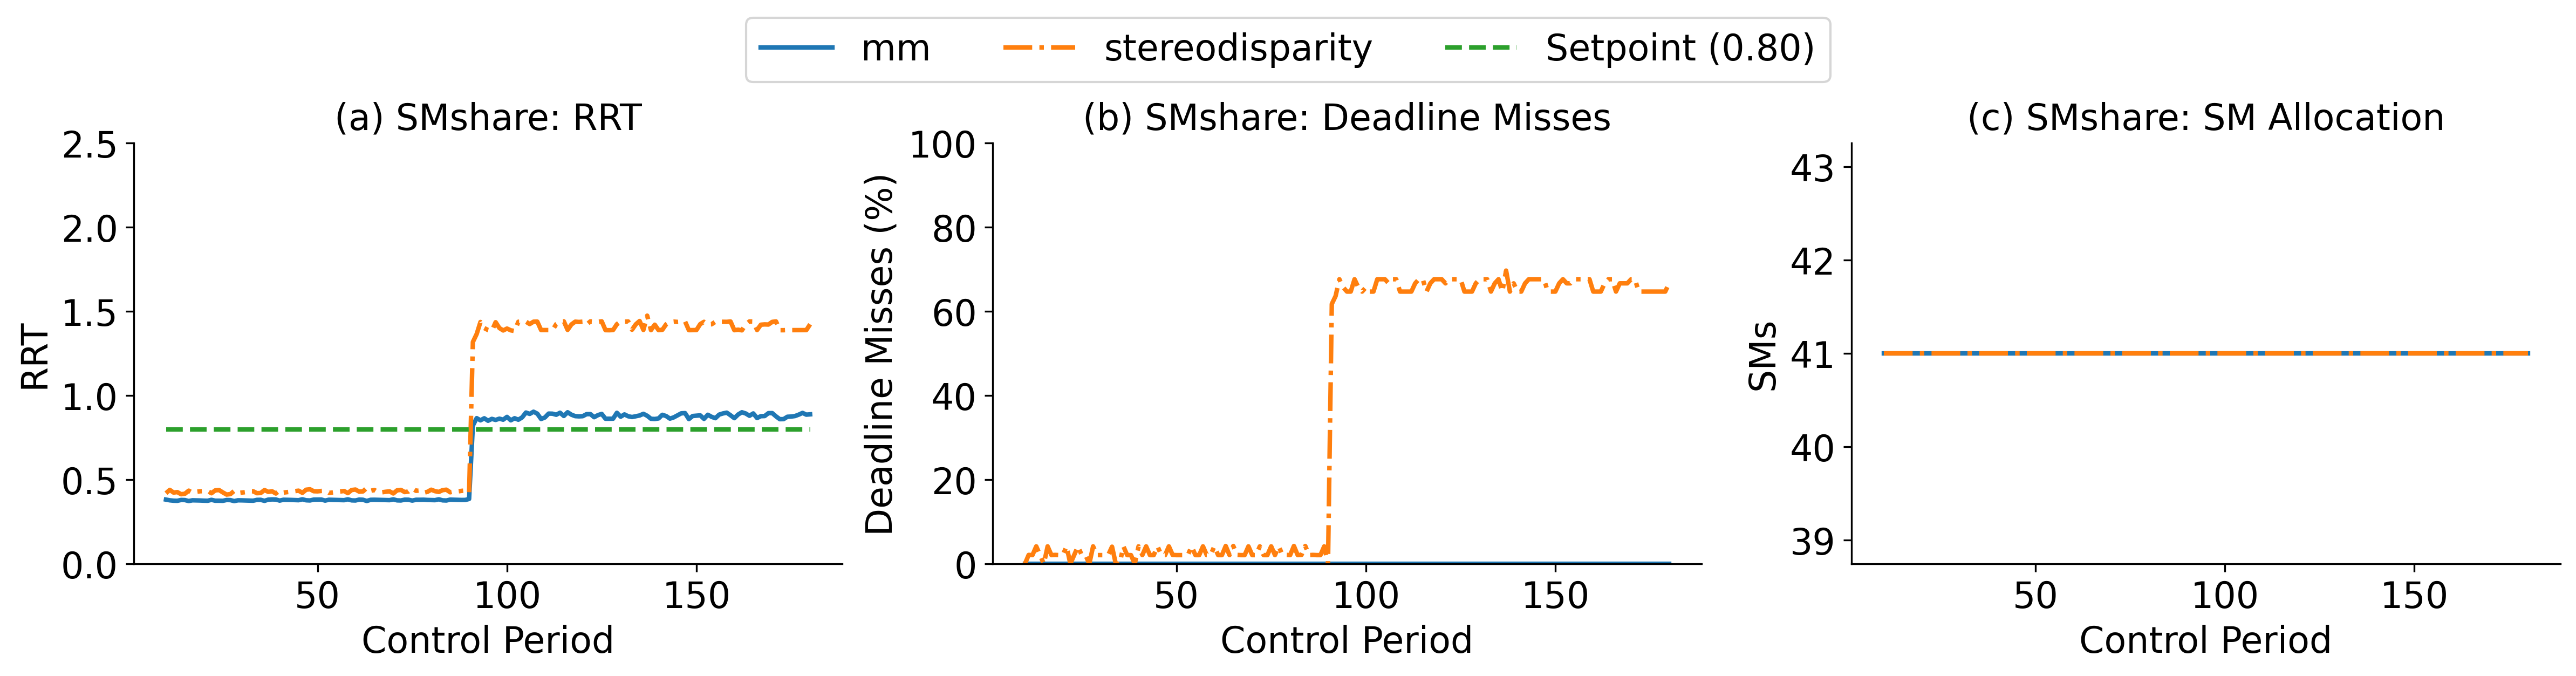 mm stereodisparity Setpoint (0.80)
(a) SMshare: RRT
2.5
2.0
1.5
1.0
0.5
0.0
RRT
50 100 150
Control Period
(b) SMshare: Deadline Misses
100
80
60
40
20
0
Deadline Misses (%)
50 100 150
Control Period
(c) SMshare: SM Allocation
43
42
41
40
39
SMs
50 100 150
Control Period